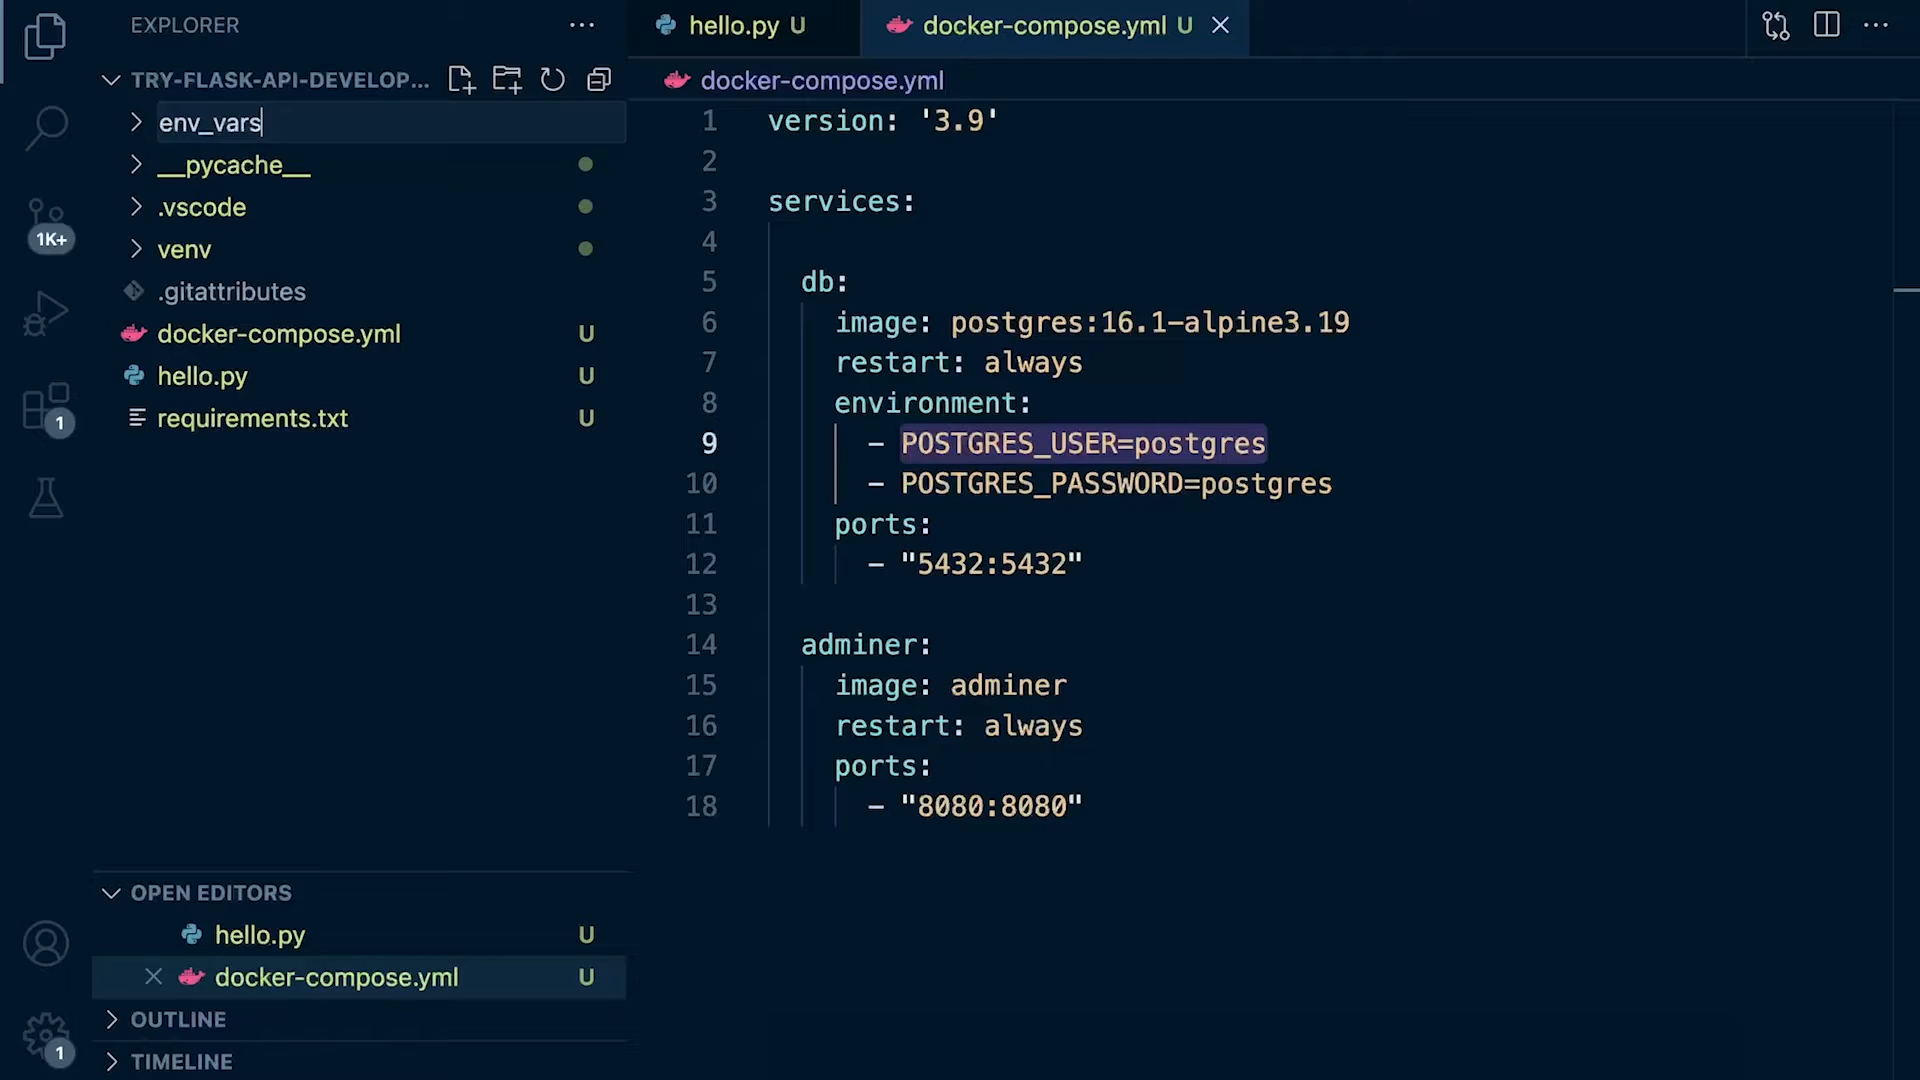 EXPLORER
TRY-FLASK-API-DEVELOP...
env_vars
__pycache__
.vscode
venv
.gitattributes
docker-compose.yml U
hello.py U
requirements.txt U
1K+
1
OPEN EDITORS
hello.py U
docker-compose.yml U
OUTLINE
TIMELINE
1
hello.py U
docker-compose.yml U
docker-compose.yml
1 version: '3.9'
2
3 services:
4
5 db:
6 image: postgres:16.1-alpine3.19
7 restart: always
8 environment:
9 - POSTGRES_USER=postgres
10 - POSTGRES_PASSWORD=postgres
11 ports:
12 - "5432:5432"
13
14 adminer:
15 image: adminer
16 restart: always
17 ports:
18 - "8080:8080"